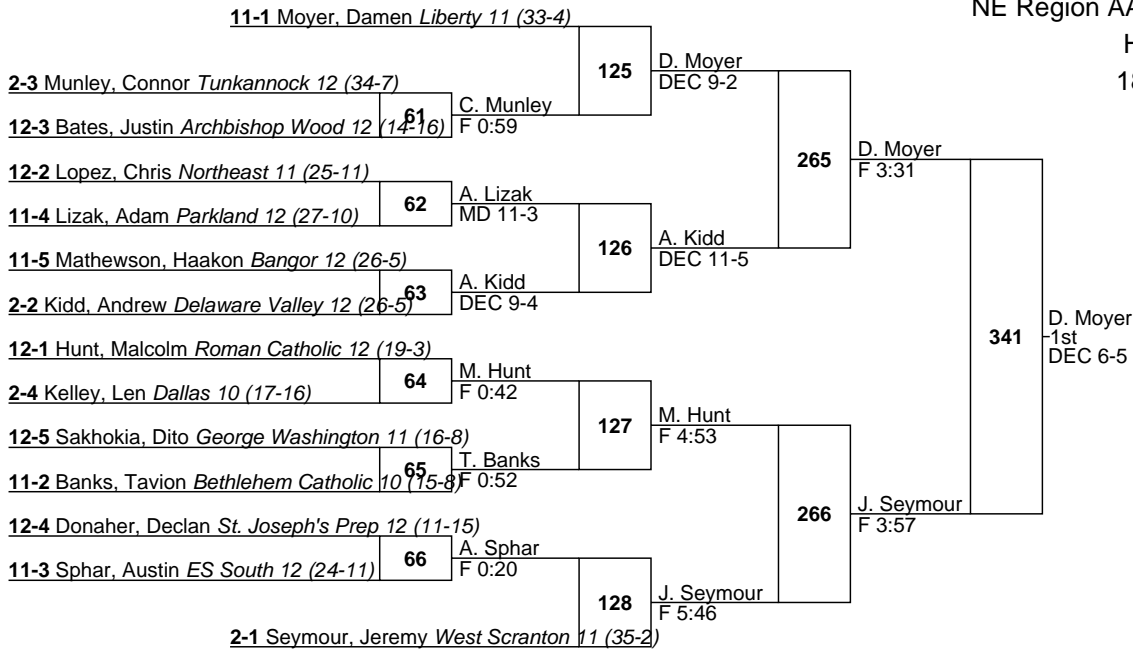 NE Region AA
H
18
11-1 Moyer, Damen Liberty 11 (33-4)
125
D. Moyer
DEC 9-2
2-3 Munley, Connor Tunkannock 12 (34-7)
61
C. Munley
F 0:59
12-3 Bates, Justin Archbishop Wood 12 (14-16)
265
D. Moyer
F 3:31
12-2 Lopez, Chris Northeast 11 (25-11)
62
A. Lizak
MD 11-3
11-4 Lizak, Adam Parkland 12 (27-10)
126
A. Kidd
DEC 11-5
11-5 Mathewson, Haakon Bangor 12 (26-5)
63
A. Kidd
DEC 9-4
2-2 Kidd, Andrew Delaware Valley 12 (26-5)
341
D. Moyer
1st
DEC 6-5
12-1 Hunt, Malcolm Roman Catholic 12 (19-3)
64
M. Hunt
F 0:42
2-4 Kelley, Len Dallas 10 (17-16)
127
M. Hunt
F 4:53
12-5 Sakhokia, Dito George Washington 11 (16-8)
65
T. Banks
F 0:52
11-2 Banks, Tavion Bethlehem Catholic 10 (15-8)
266
J. Seymour
F 3:57
12-4 Donaher, Declan St. Joseph's Prep 12 (11-15)
66
A. Sphar
F 0:20
11-3 Sphar, Austin ES South 12 (24-11)
128
J. Seymour
F 5:46
2-1 Seymour, Jeremy West Scranton 11 (35-2)